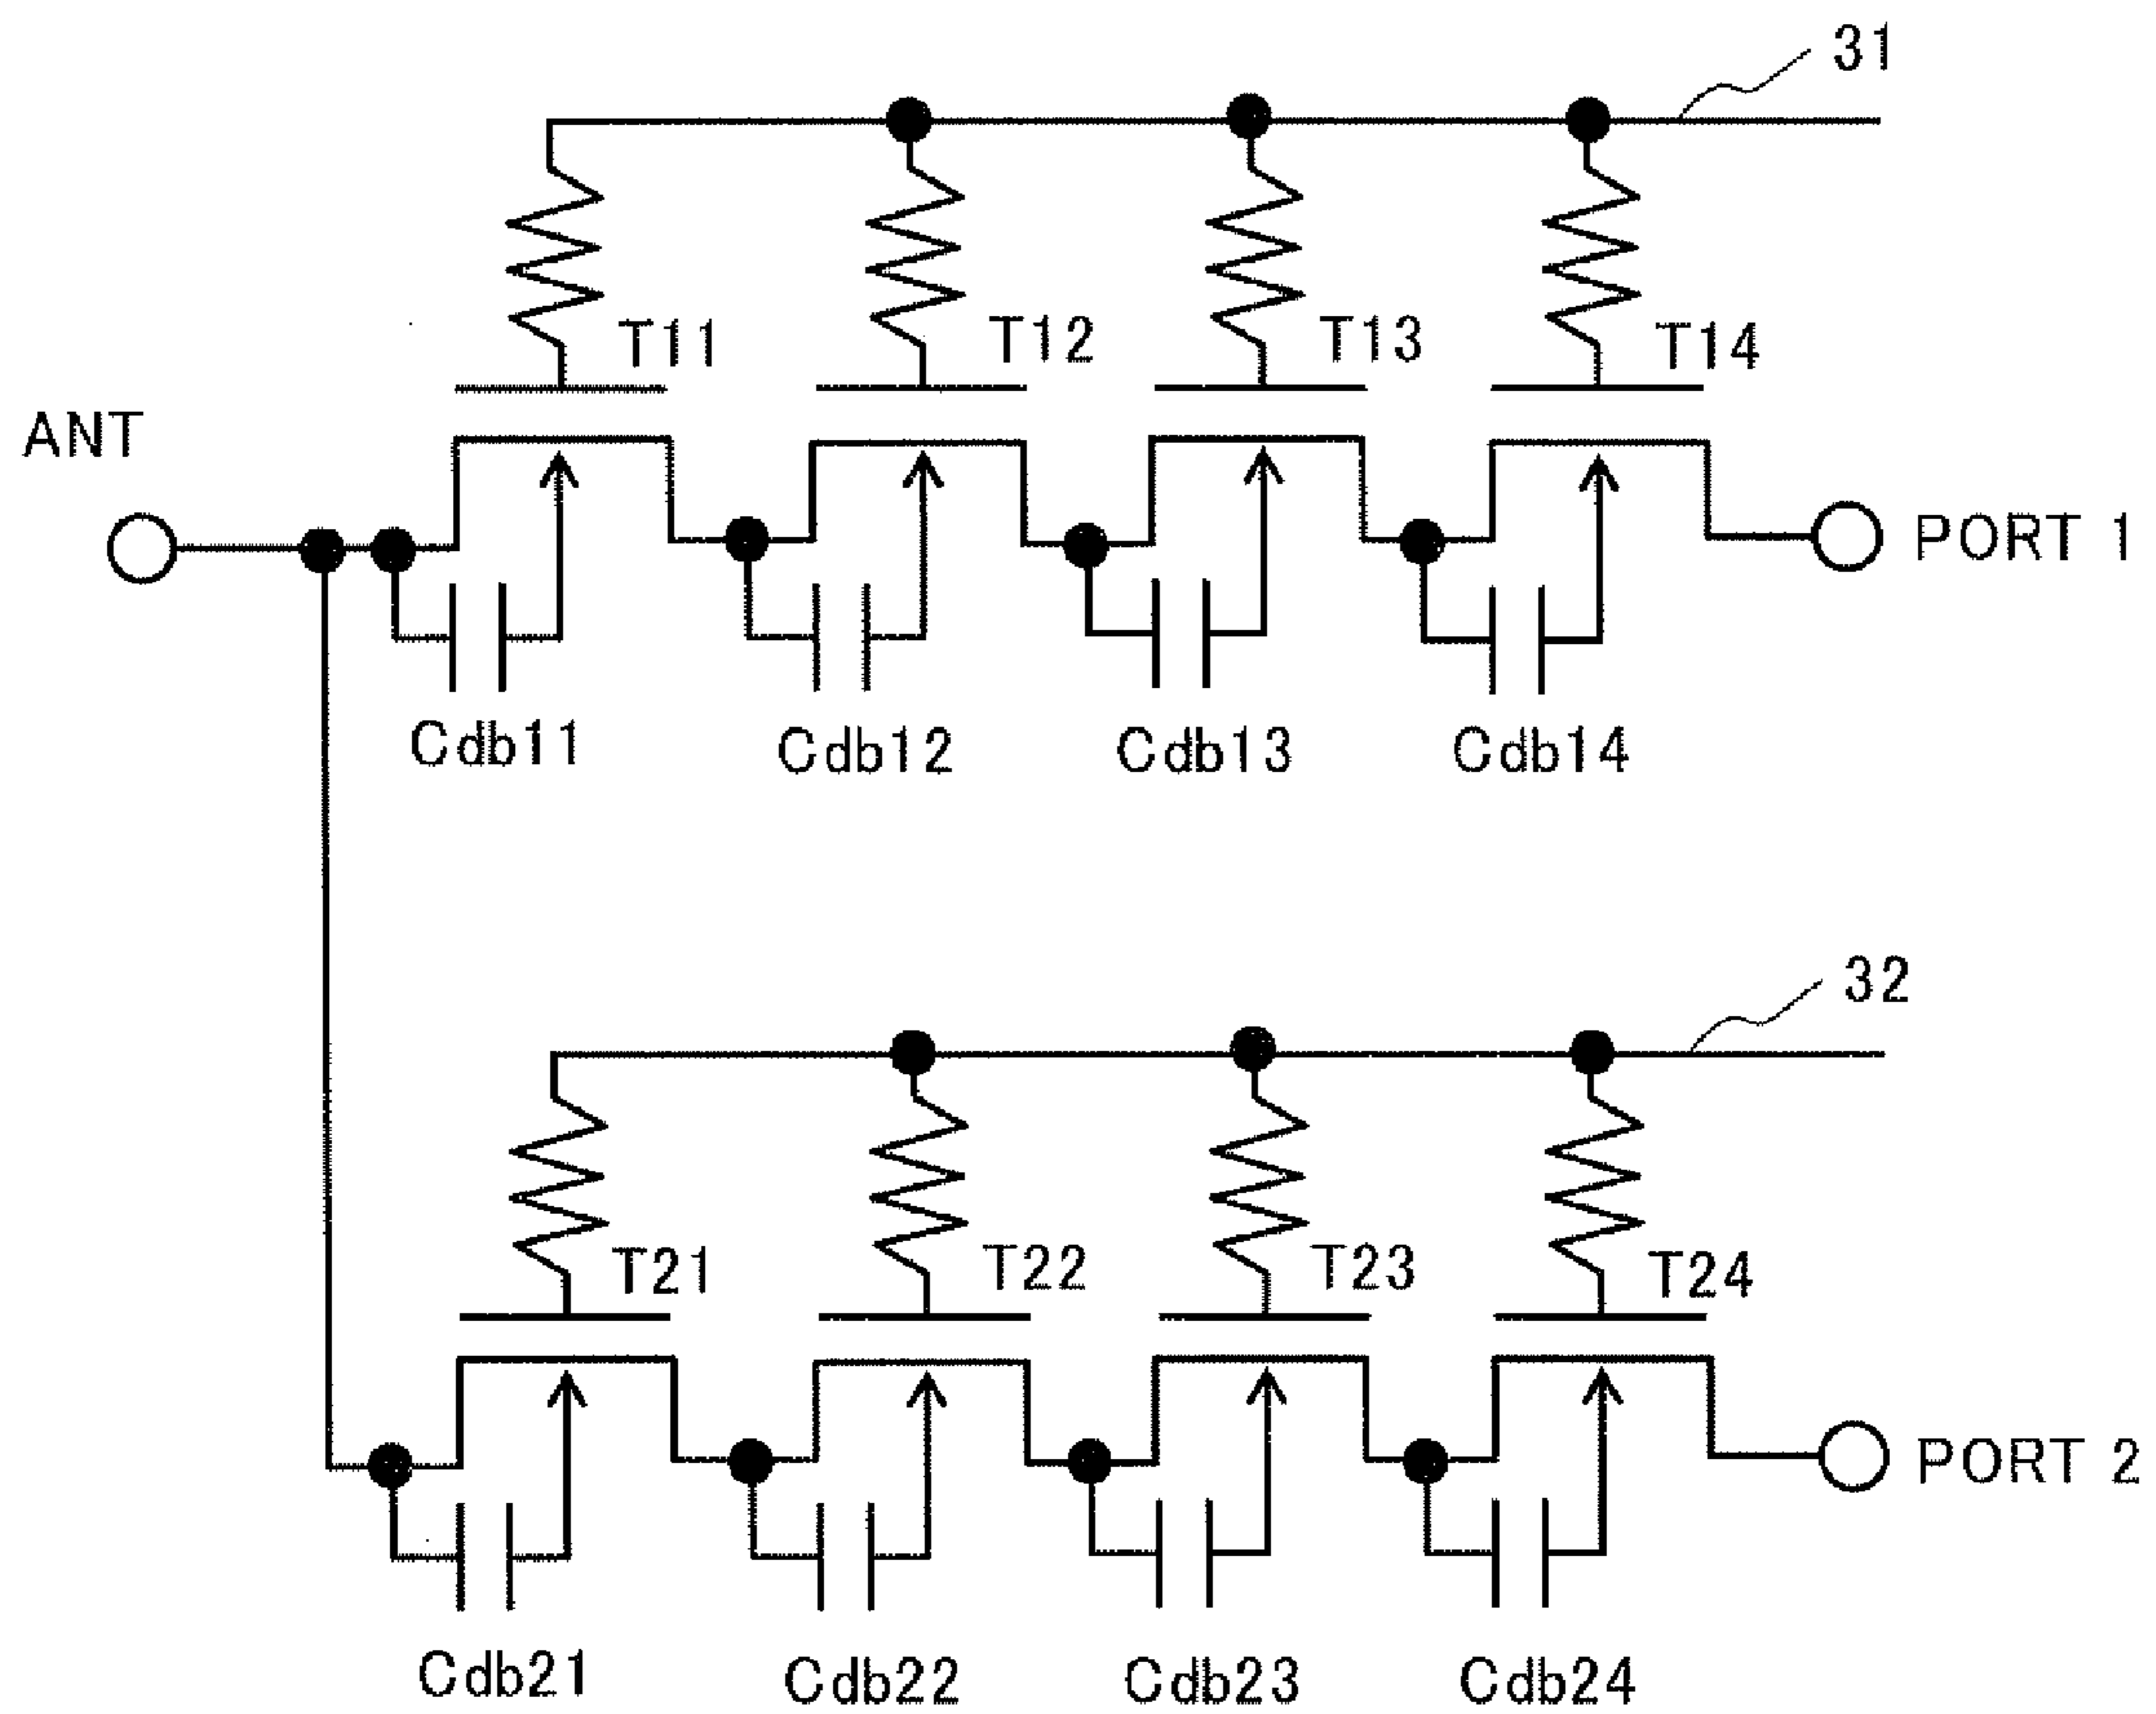 31
T11
T12
T13
T14
ANT
PORT 1
Cdb11
Cdb12
Cdb13
Cdb14
32
T21
T22
T23
T24
PORT 2
Cdb21
Cdb22
Cdb23
Cdb24